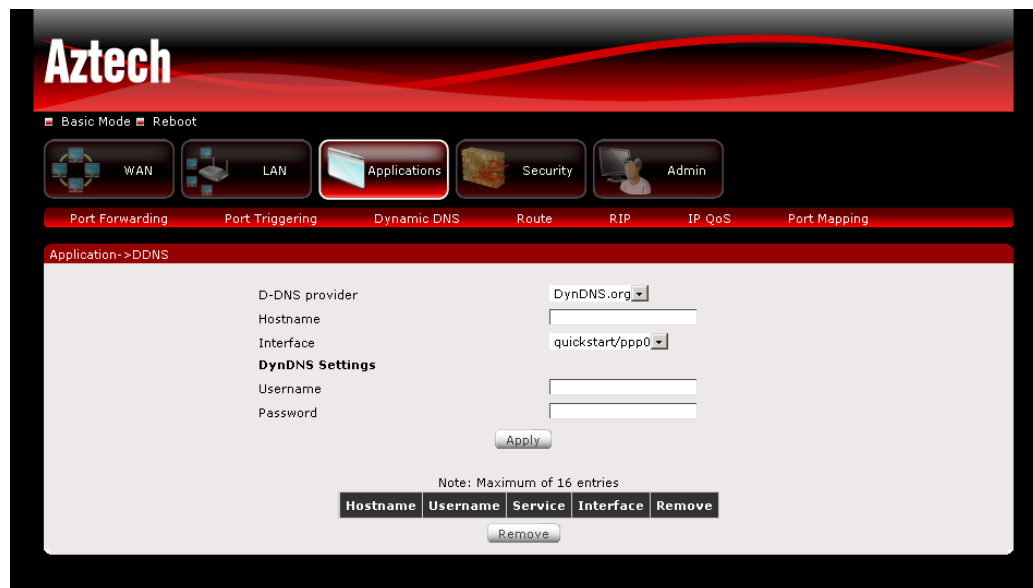 Aztech
Basic Mode Reboot
WAN LAN Applications Security Admin
Port Forwarding Port Triggering Dynamic DNS Route RIP IP QoS Port Mapping
Application->DDNS
D-DNS provider DynDNS.org
Hostname
Interface quickstart/ppp0
DynDNS Settings
Username
Password
Apply
Note: Maximum of 16 entries
Hostname Username Service Interface Remove
Remove